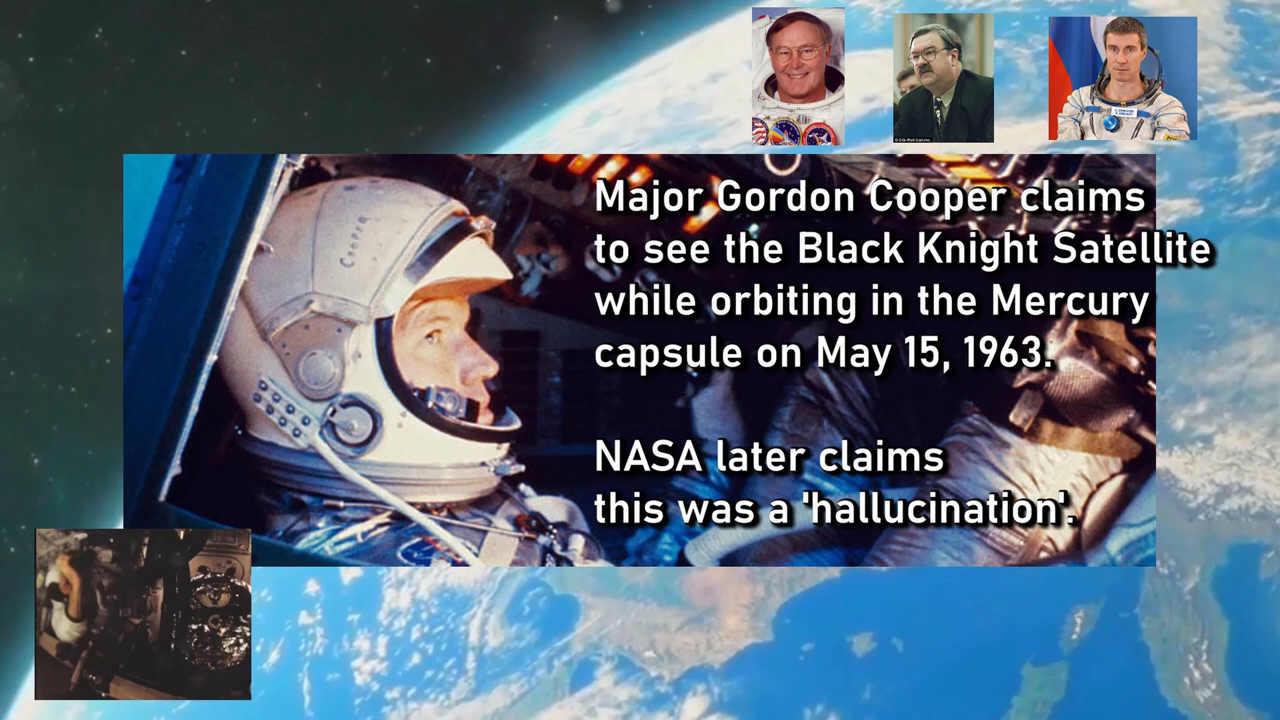 Major Gordon Cooper claims
to see the Black Knight Satellite
while orbiting in the Mercury
capsule on May 15, 1963.
NASA later claims
this was a 'hallucination'.
Cooper